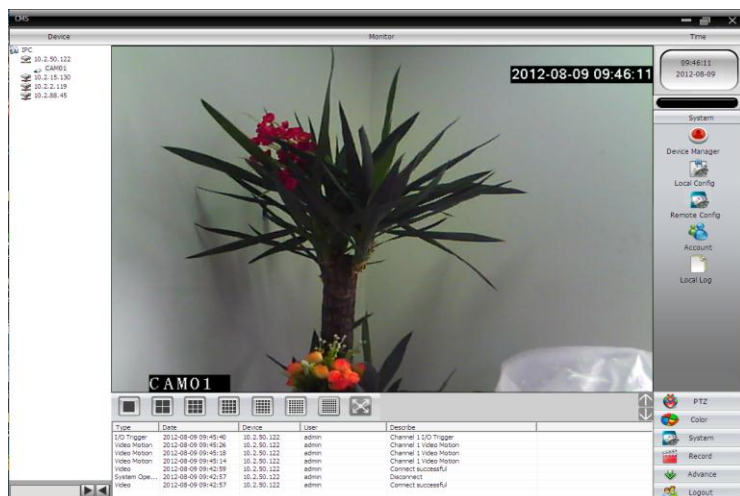 CMS
Device
Monitor
Time
IPC
10.2.50.122
CAM01
10.2.15.130
10.2.2.119
10.2.88.45
2012-08-09 09:46:11
CAM01
09:46:11
2012-08-09
System
Device Manager
Local Config
Remote Config
Account
Local Log
PTZ
Color
System
Record
Advance
Logout
Type Date Device User Describe
I/O Trigger 2012-08-09 09:45:40 10.2.50.122 admin Channel 1 I/O Trigger
Video Motion 2012-08-09 09:45:26 10.2.50.122 admin Channel 1 Video Motion
Video Motion 2012-08-09 09:45:18 10.2.50.122 admin Channel 1 Video Motion
Video Motion 2012-08-09 09:45:14 10.2.50.122 admin Channel 1 Video Motion
Video 2012-08-09 09:42:59 10.2.50.122 admin Connect successful
System Ope... 2012-08-09 09:42:57 10.2.50.122 admin Disconnect
Video 2012-08-09 09:42:57 10.2.50.122 admin Connect successful